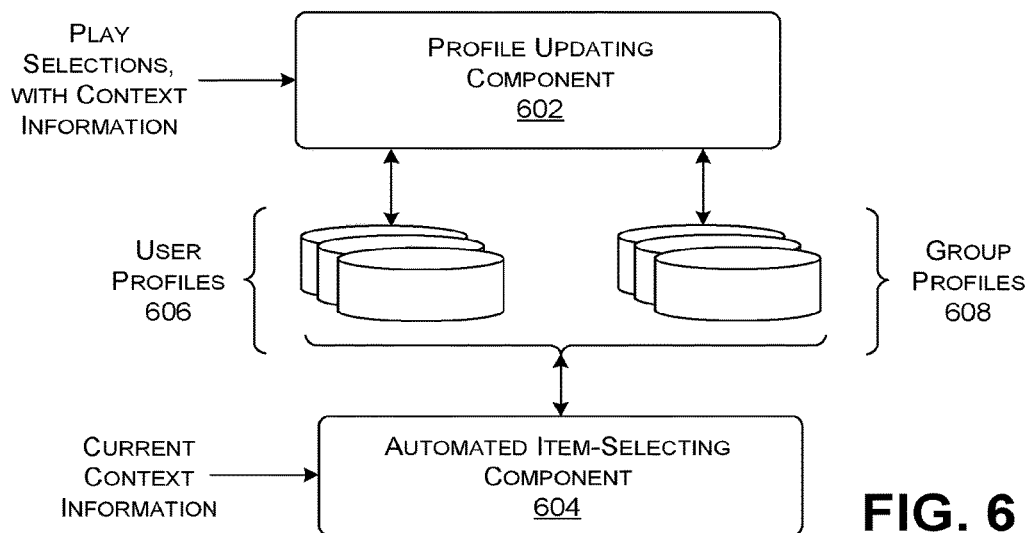 PLAY
SELECTIONS,
WITH CONTEXT
INFORMATION
PROFILE UPDATING
COMPONENT
602
USER
PROFILES
606
GROUP
PROFILES
608
CURRENT
CONTEXT
INFORMATION
AUTOMATED ITEM-SELECTING
COMPONENT
604
FIG. 6